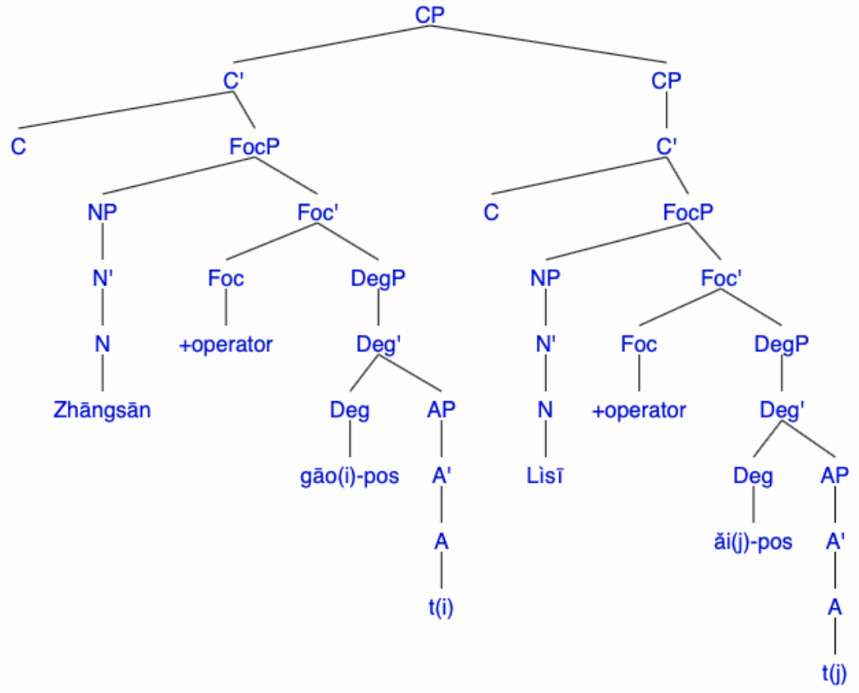 CP
C' CP
C FocP C'
NP Foc' C FocP
N' Foc DegP NP Foc'
N +operator Deg' N' Foc DegP
Zhāngsān Deg AP N +operator Deg'
gāo(i)-pos A' Lìsī Deg AP
A ǎi(j)-pos A'
t(i) A
t(j)